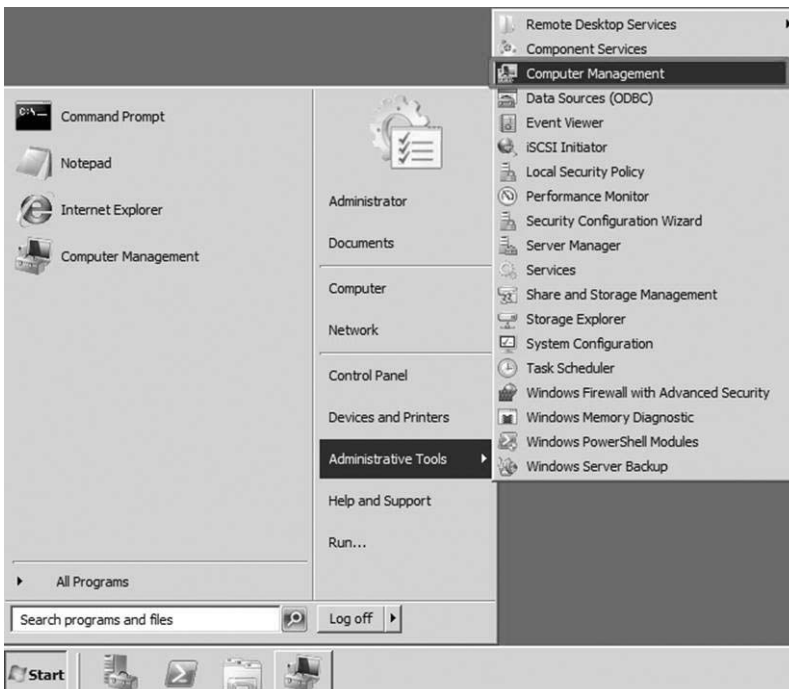 Remote Desktop Services
Component Services
Computer Management
Data Sources (ODBC)
Event Viewer
iSCSI Initiator
Local Security Policy
Performance Monitor
Security Configuration Wizard
Server Manager
Services
Share and Storage Management
Storage Explorer
System Configuration
Task Scheduler
Windows Firewall with Advanced Security
Windows Memory Diagnostic
Windows PowerShell Modules
Windows Server Backup
C:\_
Command Prompt
Notepad
Internet Explorer
Computer Management
All Programs
Search programs and files
Administrator
Documents
Computer
Network
Control Panel
Devices and Printers
Administrative Tools
Help and Support
Run...
Log off
Start